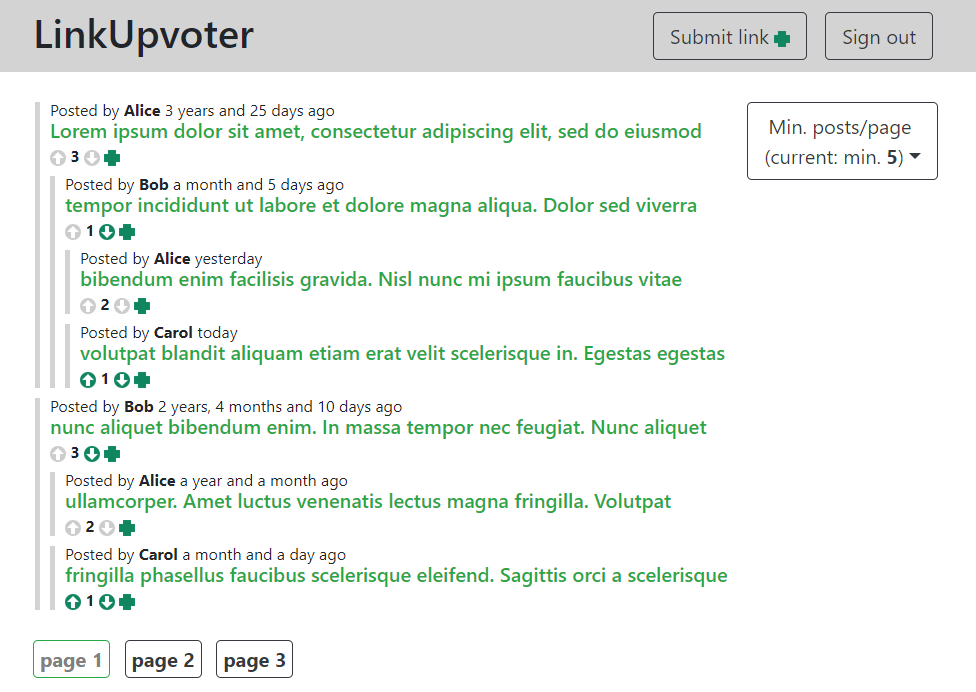 LinkUpvoter
Submit link
Sign out
Posted by Alice 3 years and 25 days ago
Lorem ipsum dolor sit amet, consectetur adipiscing elit, sed do eiusmod
3
Min. posts/page
(current: min. 5)
Posted by Bob a month and 5 days ago
tempor incididunt ut labore et dolore magna aliqua. Dolor sed viverra
1
Posted by Alice yesterday
bibendum enim facilisis gravida. Nisl nunc mi ipsum faucibus vitae
2
Posted by Carol today
volutpat blandit aliquam etiam erat velit scelerisque in. Egestas egestas
1
Posted by Bob 2 years, 4 months and 10 days ago
nunc aliquet bibendum enim. In massa tempor nec feugiat. Nunc aliquet
3
Posted by Alice a year and a month ago
ullamcorper. Amet luctus venenatis lectus magna fringilla. Volutpat
2
Posted by Carol a month and a day ago
fringilla phasellus faucibus scelerisque eleifend. Sagittis orci a scelerisque
1
page 1
page 2
page 3